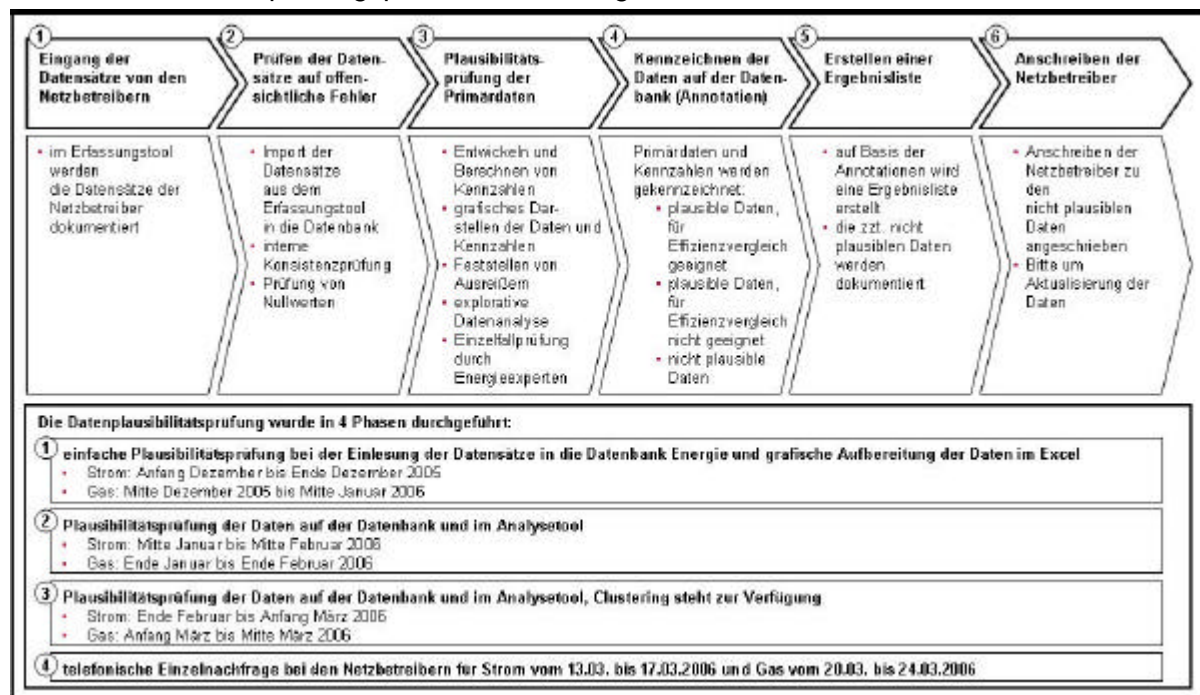 1
Eingang der
Datensätze von den
Netzbetreibern
2
Prüfen der Daten-
sätze auf offen-
sichtliche Fehler
3
Plausibilitäts-
prüfung der
Primärdaten
4
Kennzeichnen der
Daten auf der Daten-
bank (Annotation)
5
Erstellen einer
Ergebnisliste
6
Anschreiben der
Netzbetreiber
• im Erfassungstool
werden
die Datensätze der
Netzbetreiber
dokumentiert
• Import der
Datensätze
aus dem
Erfassungstool
in die Datenbank
• interne
Konsistenzprüfung
• Prüfung von
Nullwerten
• Entwickeln und
Berechnen von
Kennzahlen
• grafisches Dar-
stellen der Daten und
Kennzahlen
• Feststellen von
Ausreißern
• explorative
Datenanalyse
• Einzelfallprüfung
durch
Energieexperten
Primärdaten und
Kennzahlen werden
gekennzeichnet:
• plausible Daten,
für
Effizienzvergleich
geeignet
• plausible Daten,
für
Effizienzvergleich
nicht geeignet
• nicht plausible
Daten
• auf Basis der
Annotationen wird
eine Ergebnisliste
erstellt
• die zzt. nicht
plausiblen Daten
werden
dokumentiert
• Anschreiben der
Netzbetreiber zu
den
nicht plausiblen
Daten
angeschrieben
• Bitte um
Aktualisierung der
Daten
Die Datenplausibilitätsprüfung wurde in 4 Phasen durchgeführt:
1 einfache Plausibilitätsprüfung bei der Einlesung der Datensätze in die Datenbank Energie und grafische Aufbereitung der Daten im Excel
• Strom: Anfang Dezember bis Ende Dezember 2005
• Gas: Mitte Dezember 2005 bis Mitte Januar 2006
2 Plausibilitätsprüfung der Daten auf der Datenbank und im Analysetool
• Strom: Mitte Januar bis Mitte Februar 2006
• Gas: Ende Januar bis Ende Februar 2006
3 Plausibilitätsprüfung der Daten auf der Datenbank und im Analysetool, Clustering steht zur Verfügung
• Strom: Ende Februar bis Anfang März 2006
• Gas: Anfang März bis Mitte März 2006
4 telefonische Einzelnachfrage bei den Netzbetreibern für Strom vom 13.03. bis 17.03.2006 und Gas vom 20.03. bis 24.03.2006